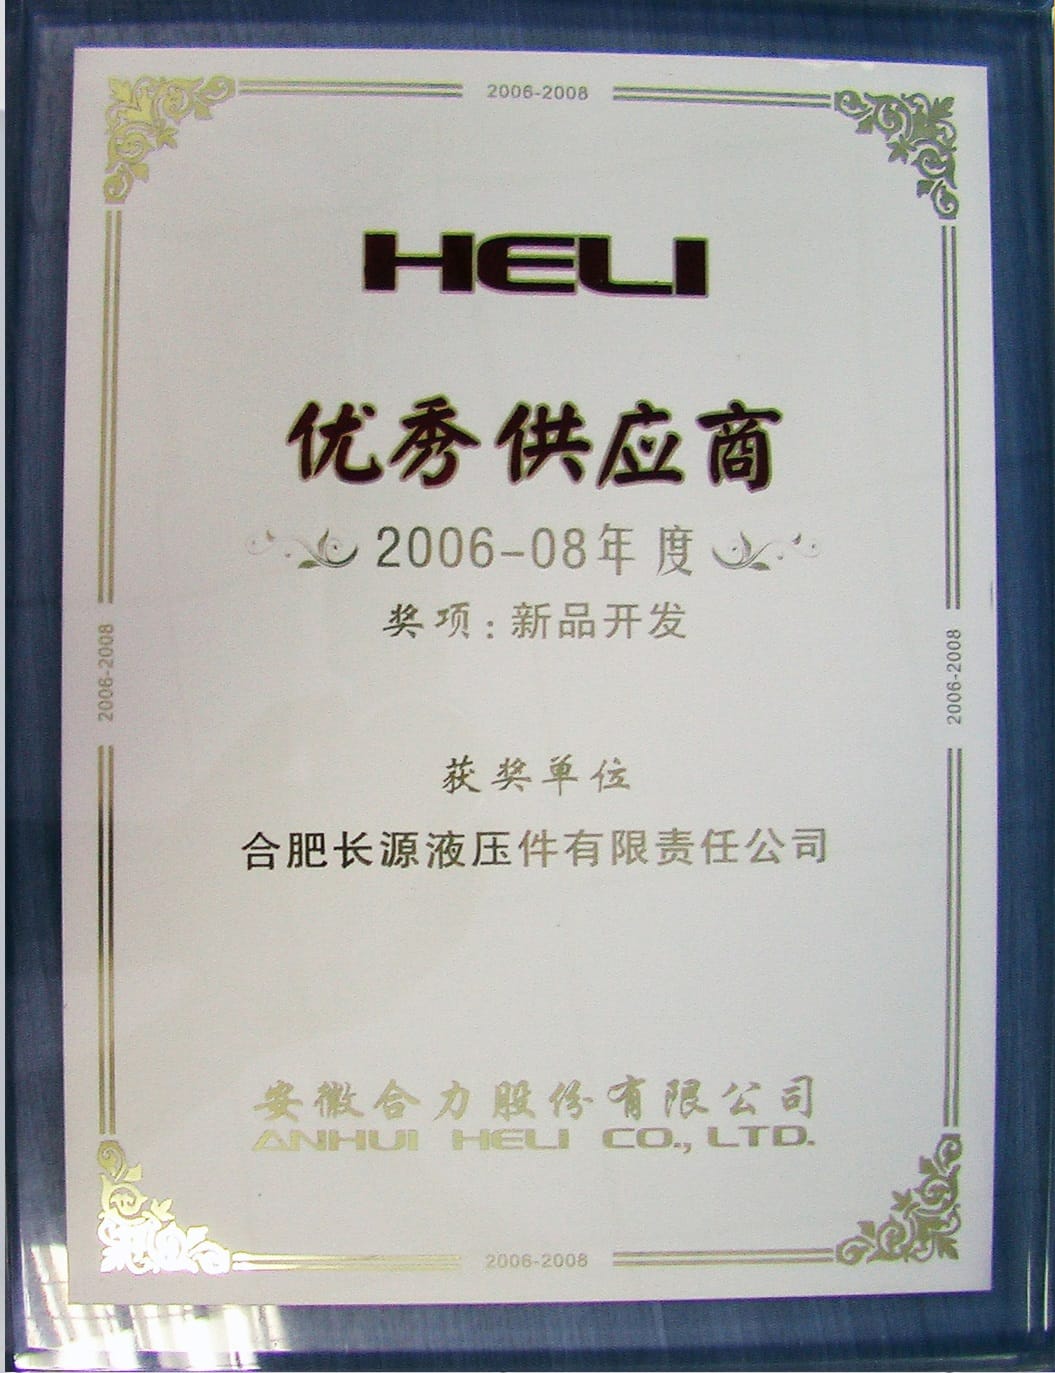 2006-2008
HELI
优秀供应商
2006-08年度
奖项:新品开发
2006-2008
2006-2008
获奖单位
合肥长源液压件有限责任公司
安徽合力股份有限公司
ANHUI HELI CO., LTD.
2006-2008